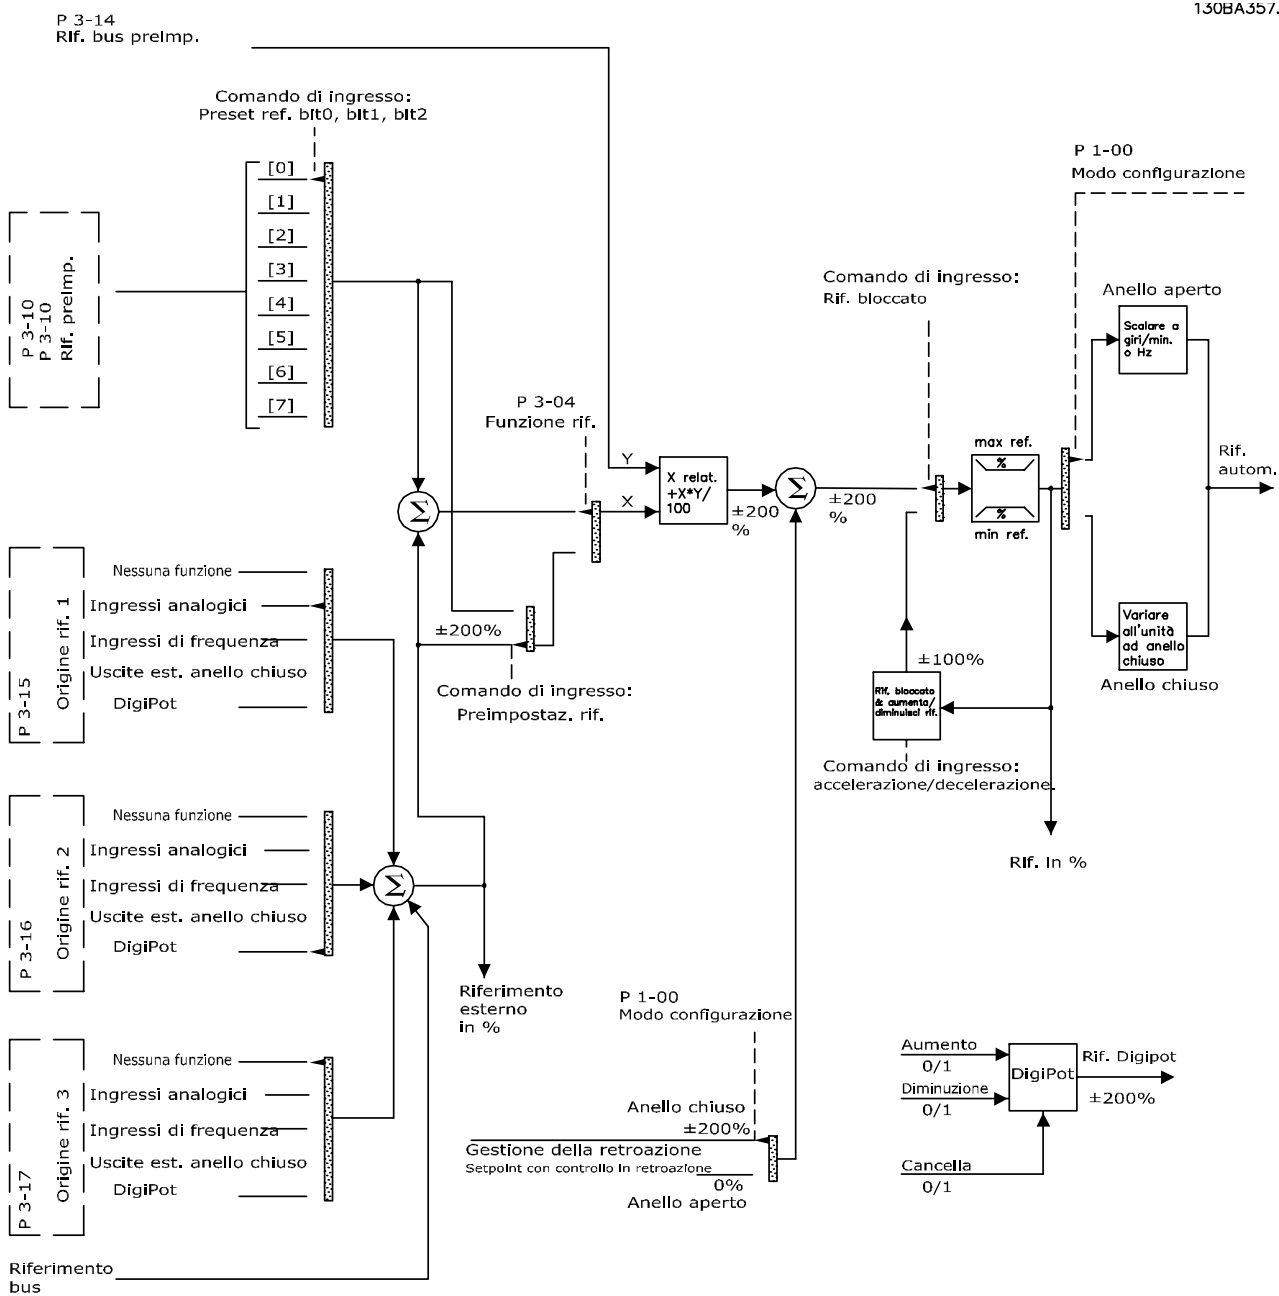 130BA357.
P 3-14
Rif. bus preimp.
Comando di ingresso:
Preset ref. bit0, bit1, bit2
[0]
[1]
[2]
[3]
[4]
[5]
[6]
[7]
P 3-10
P 3-10
Rif. preimp.
P 1-00
Modo configurazione
Comando di ingresso:
Rif. bloccato
Anello aperto
Scalare a
giri/min.
o Hz
P 3-04
Funzione rif.
Y
X
X relat.
+X*Y/
100
±200
%
Σ
±200
%
max ref.
%
%
min ref.
Rif.
autom.
Σ
P 3-15
Origine rif. 1
Nessuna funzione
Ingressi analogici
Ingressi di frequenza
Uscite est. anello chiuso
DigiPot
±200%
Comando di ingresso:
Preimpostaz. rif.
±100%
Rif. bloccato
& aumenta/
diminuisci rif.
Comando di ingresso:
accelerazione/decelerazione.
Variare
all'unità
ad anello
chiuso
Anello chiuso
Rif. in %
P 3-16
Origine rif. 2
Nessuna funzione
Ingressi analogici
Ingressi di frequenza
Uscite est. anello chiuso
DigiPot
Σ
Riferimento
esterno
in %
P 1-00
Modo configurazione
P 3-17
Origine rif. 3
Nessuna funzione
Ingressi analogici
Ingressi di frequenza
Uscite est. anello chiuso
DigiPot
Anello chiuso
±200%
Gestione della retroazione
Setpoint con controllo in retroazione
0%
Anello aperto
Aumento
0/1
Diminuzione
0/1
DigiPot
Rif. Digipot
±200%
Cancella
0/1
Riferimento
bus